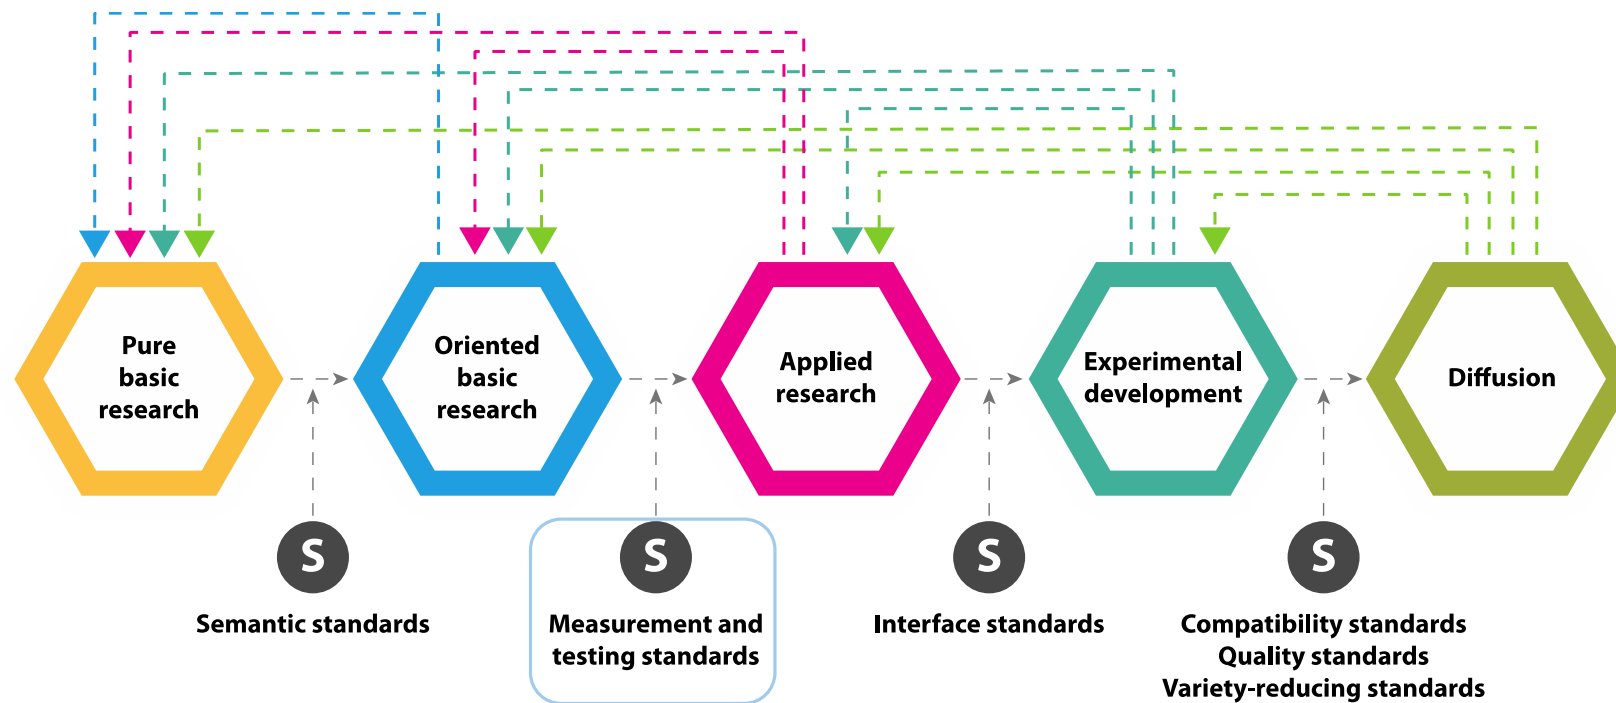 Pure
basic
research
Oriented
basic
research
Applied
research
Experimental
development
Diffusion
S
S
S
S
Semantic standards
Measurement and
testing standards
Interface standards
Compatibility standards
Quality standards
Variety-reducing standards